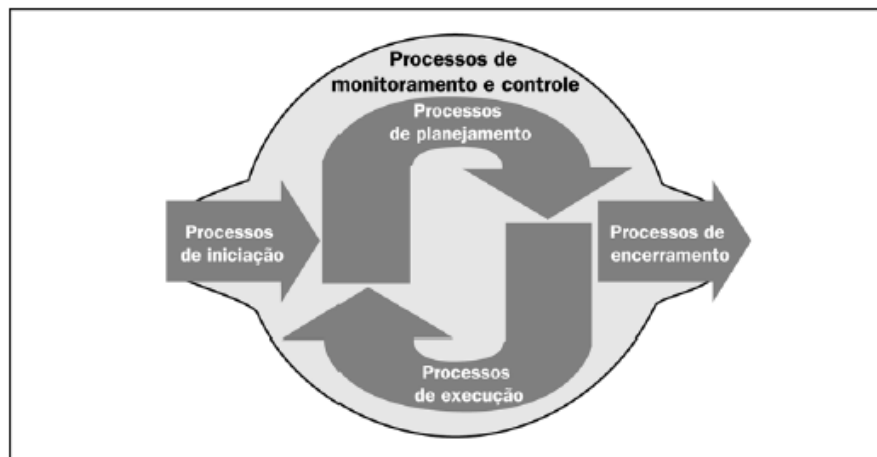 Processos de
monitoramento e controle
Processos
de planejamento
Processos
de iniciação
Processos de
encerramento
Processos
de execução